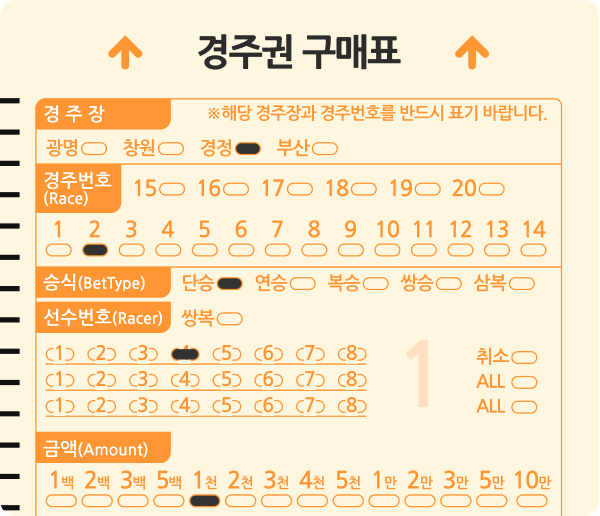 경주권 구매표
경 주 장 ※해당 경주장과 경주번호를 반드시 표기 바랍니다.
광명 창원 경정 부산
경주번호 15 16 17 18 19 20
(Race)
1 2 3 4 5 6 7 8 9 10 11 12 13 14
승식(BetType) 단승 연승 복승 쌍승 삼복
선수번호(Racer) 쌍복
1 2 3 4 5 6 7 8 취소
1 2 3 4 5 6 7 8 ALL
1 2 3 4 5 6 7 8 ALL
1
금액(Amount)
1백 2백 3백 5백 1천 2천 3천 4천 5천 1만 2만 3만 5만 10만